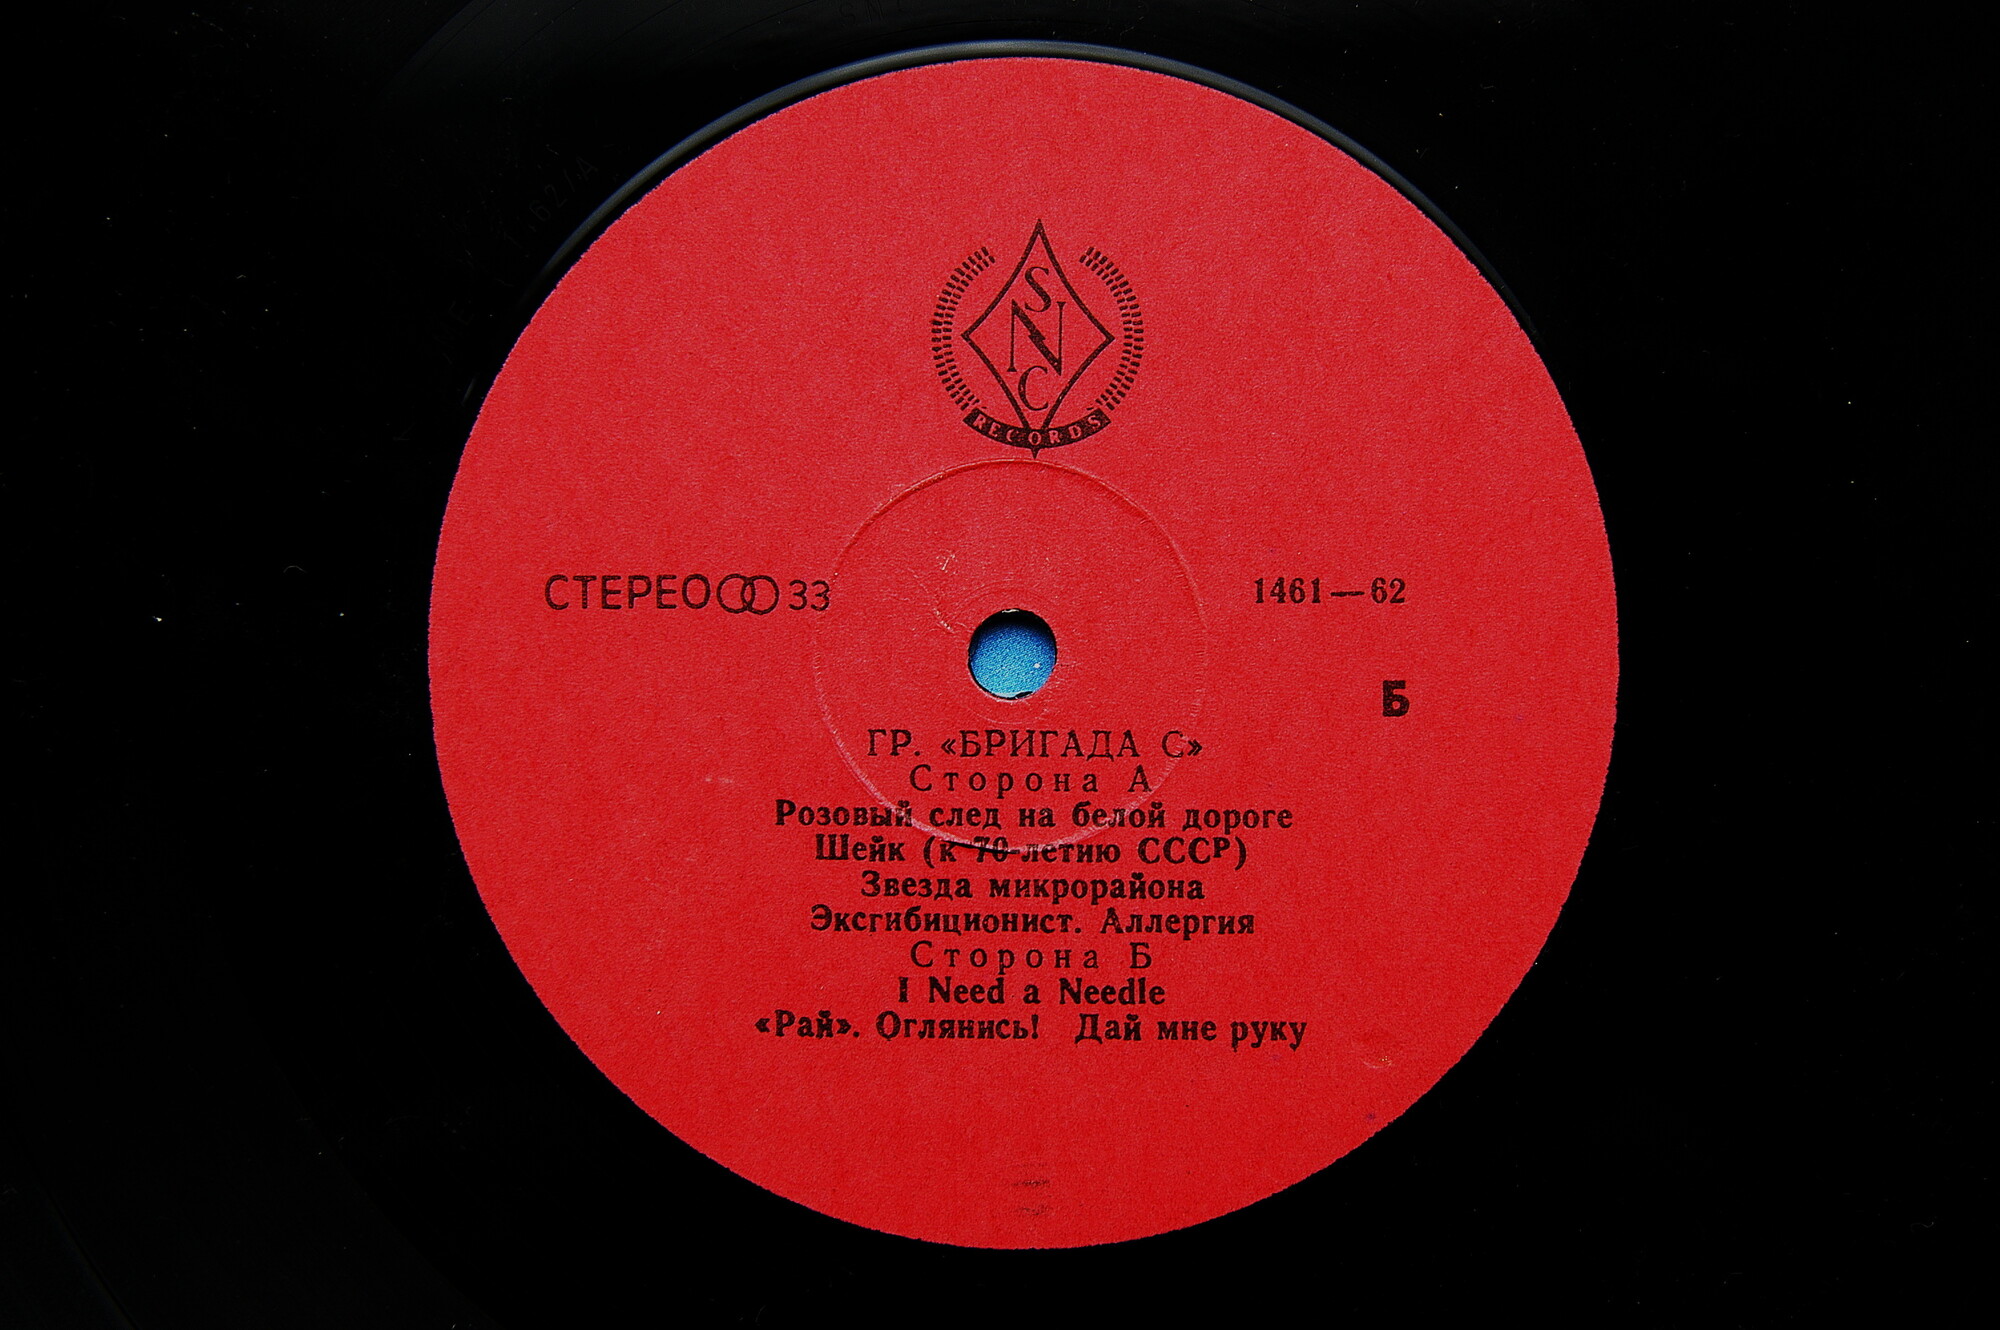 S
N
C
RECORDS
СТЕРЕО 33
1461—62
Б
ГР. «БРИГАДА С»
Сторона А
Розовый след на белой дороге
Шейк (к 70-летию СССР)
Звезда микрорайона
Эксгибиционист. Аллергия
Сторона Б
I Need a Needle
«Рай». Оглянись! Дай мне руку